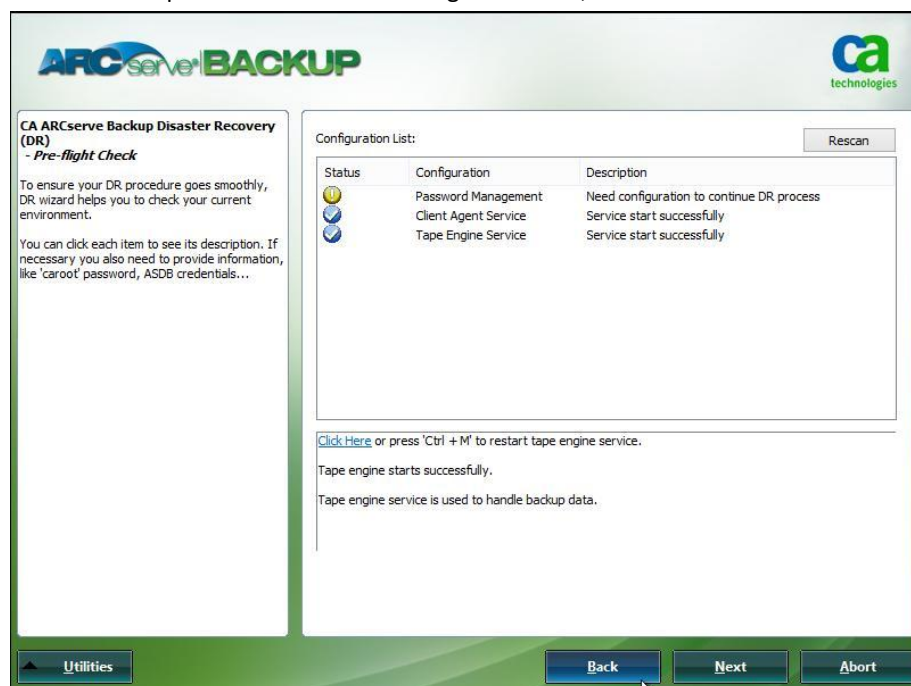 ARCserve BACKUP
ca
technologies
CA ARCserve Backup Disaster Recovery
(DR)
- Pre-flight Check
To ensure your DR procedure goes smoothly,
DR wizard helps you to check your current
environment.
You can click each item to see its description. If
necessary you also need to provide information,
like 'caroot' password, ASDB credentials...
Configuration List:
Rescan
Status Configuration Description
Password Management Need configuration to continue DR process
Client Agent Service Service start successfully
Tape Engine Service Service start successfully
Click Here or press 'Ctrl +M' to restart tape engine service.
Tape engine starts successfully.
Tape engine service is used to handle backup data.
Utilities
Back
Next
Abort